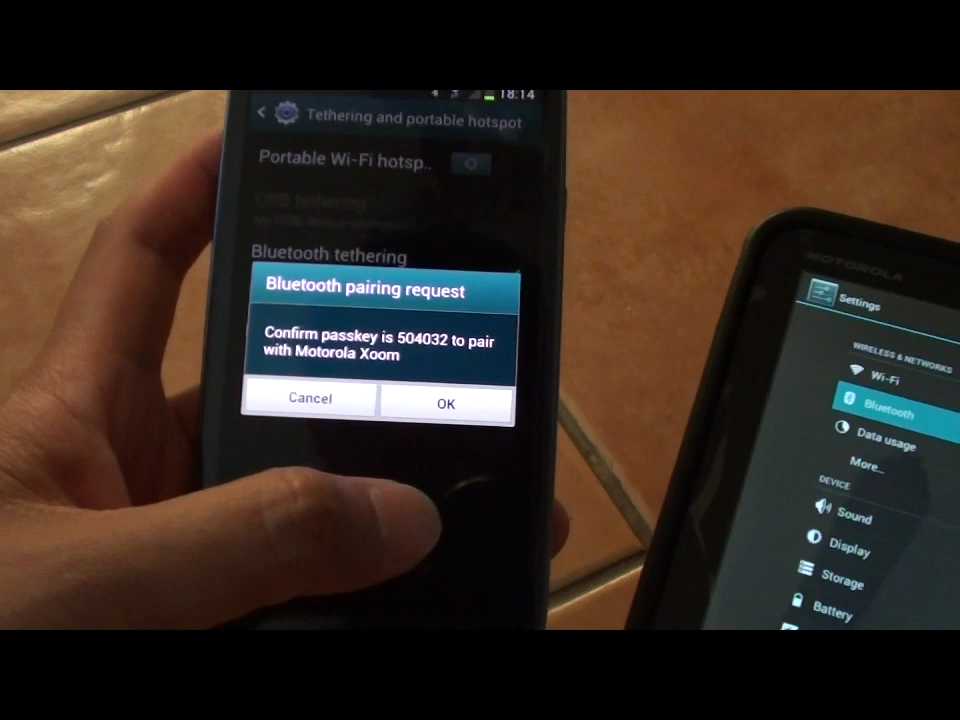 18:14
Tethering and portable hotspot
Portable Wi-Fi hotsp..
USB tethering
Bluetooth tethering
Bluetooth pairing request
Confirm passkey is 504032 to pair
with Motorola Xoom
Cancel
OK
MOTOROLA
Settings
WIRELESS & NETWORKS
Wi-Fi
Bluetooth
Data usage
More...
DEVICE
Sound
Display
Storage
Battery